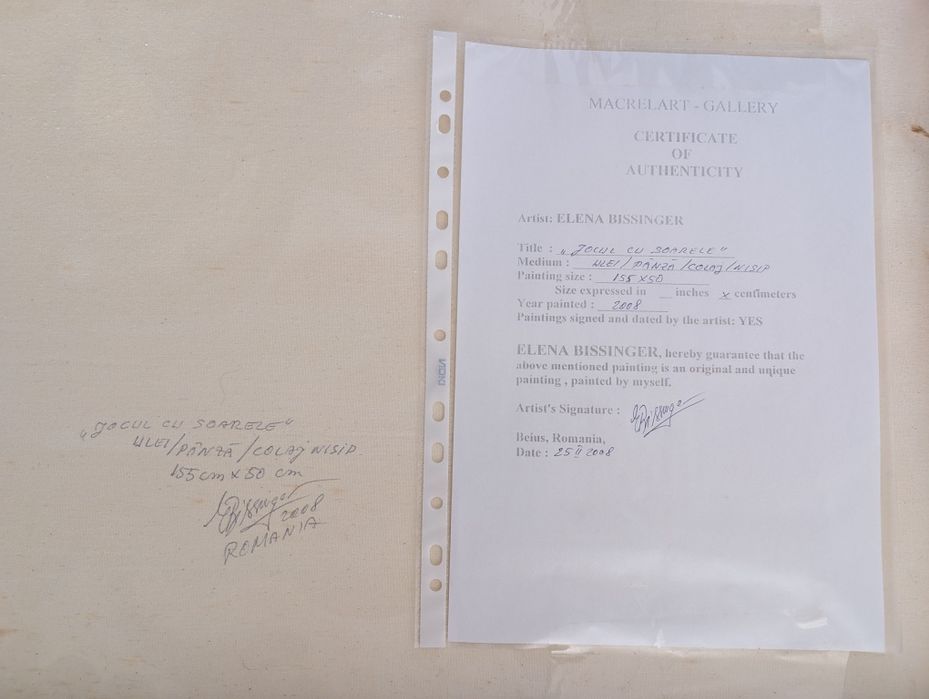 MACRELART - GALLERY
CERTIFICATE
OF
AUTHENTICITY
Artist: ELENA BISSINGER
Title : „JOCUL CU SOARELE"
Medium : ULEI/PÂNZĂ/COLAJ/NISIP
Painting size : 155 X50
Size expressed in __ inches x centimeters
Year painted : 2008
Paintings signed and dated by the artist: YES
ELENA BISSINGER, hereby guarantee that the
above mentioned painting is an original and unique
painting , painted by myself.
Artist's Signature : EBissinger
Beius, Romania,
Date : 25 II 2008
„JOCUL CU SOARELE"
ULEI/PÂNZĂ/COLAJ NISIP.
155 cm X 50 cm
EBissinger
2008
ROMANIA